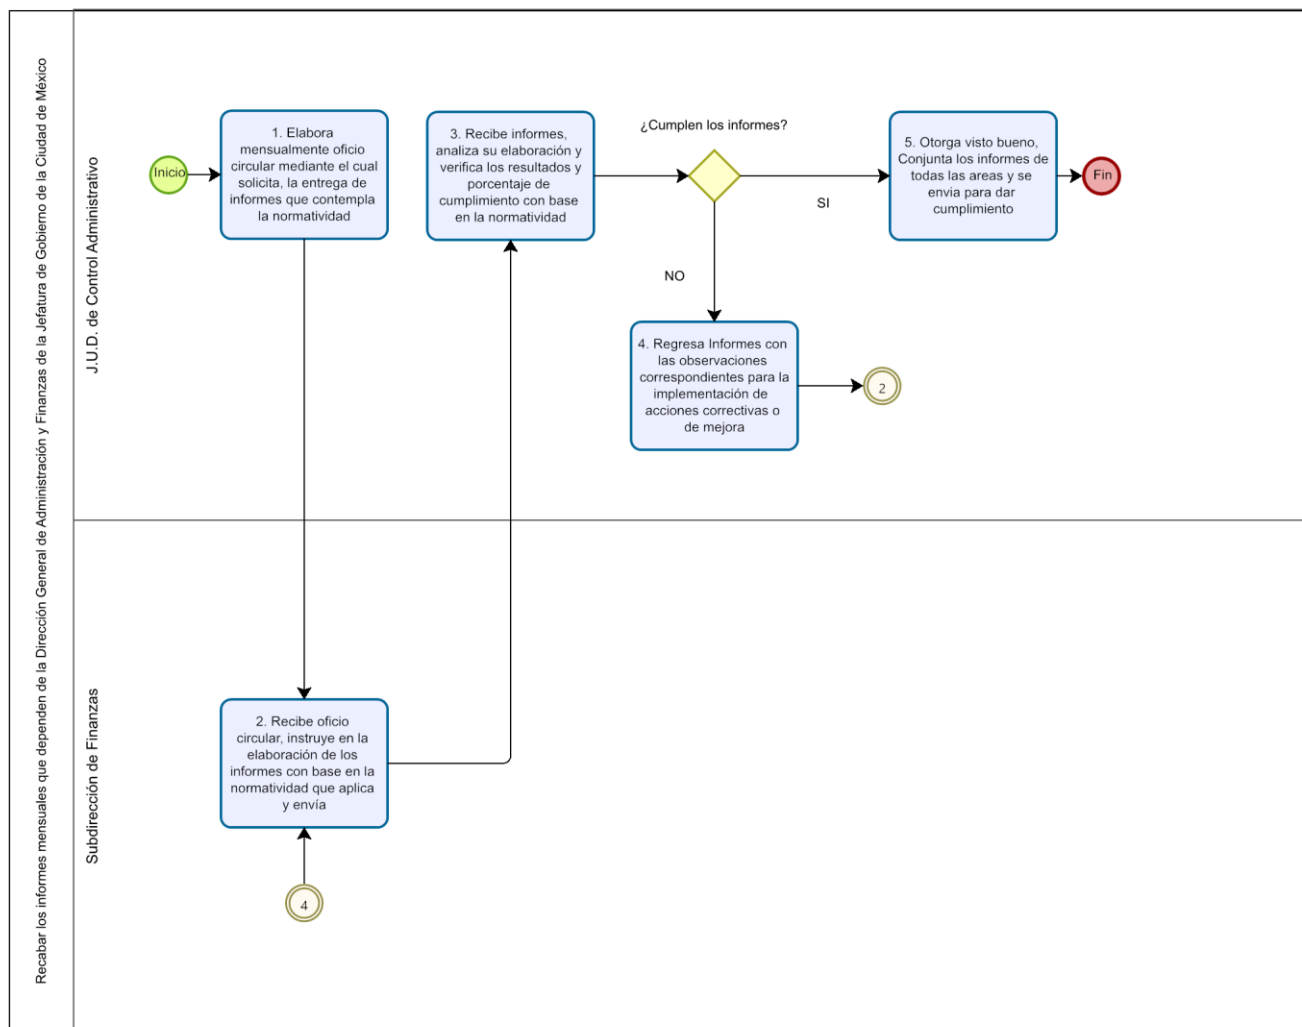 Recabar los informes mensuales que dependen de la Dirección General de Administración y Finanzas de la Jefatura de Gobierno de la Ciudad de México
J.U.D. de Control Administrativo
Inicio
1. Elabora
mensualmente oficio
circular mediante el cual
solicita, la entrega de
informes que contempla
la normatividad
3. Recibe informes,
analiza su elaboración y
verifica los resultados y
porcentaje de
cumplimiento con base
en la normatividad
¿Cumplen los informes?
SI
NO
5. Otorga visto bueno,
Conjunta los informes de
todas las areas y se
envia para dar
cumplimiento
Fin
4. Regresa Informes con
las observaciones
correspondientes para la
implementación de
acciones correctivas o
de mejora
2
Subdirección de Finanzas
2. Recibe oficio
circular, instruye en la
elaboración de los
informes con base en la
normatividad que aplica
y envía
4